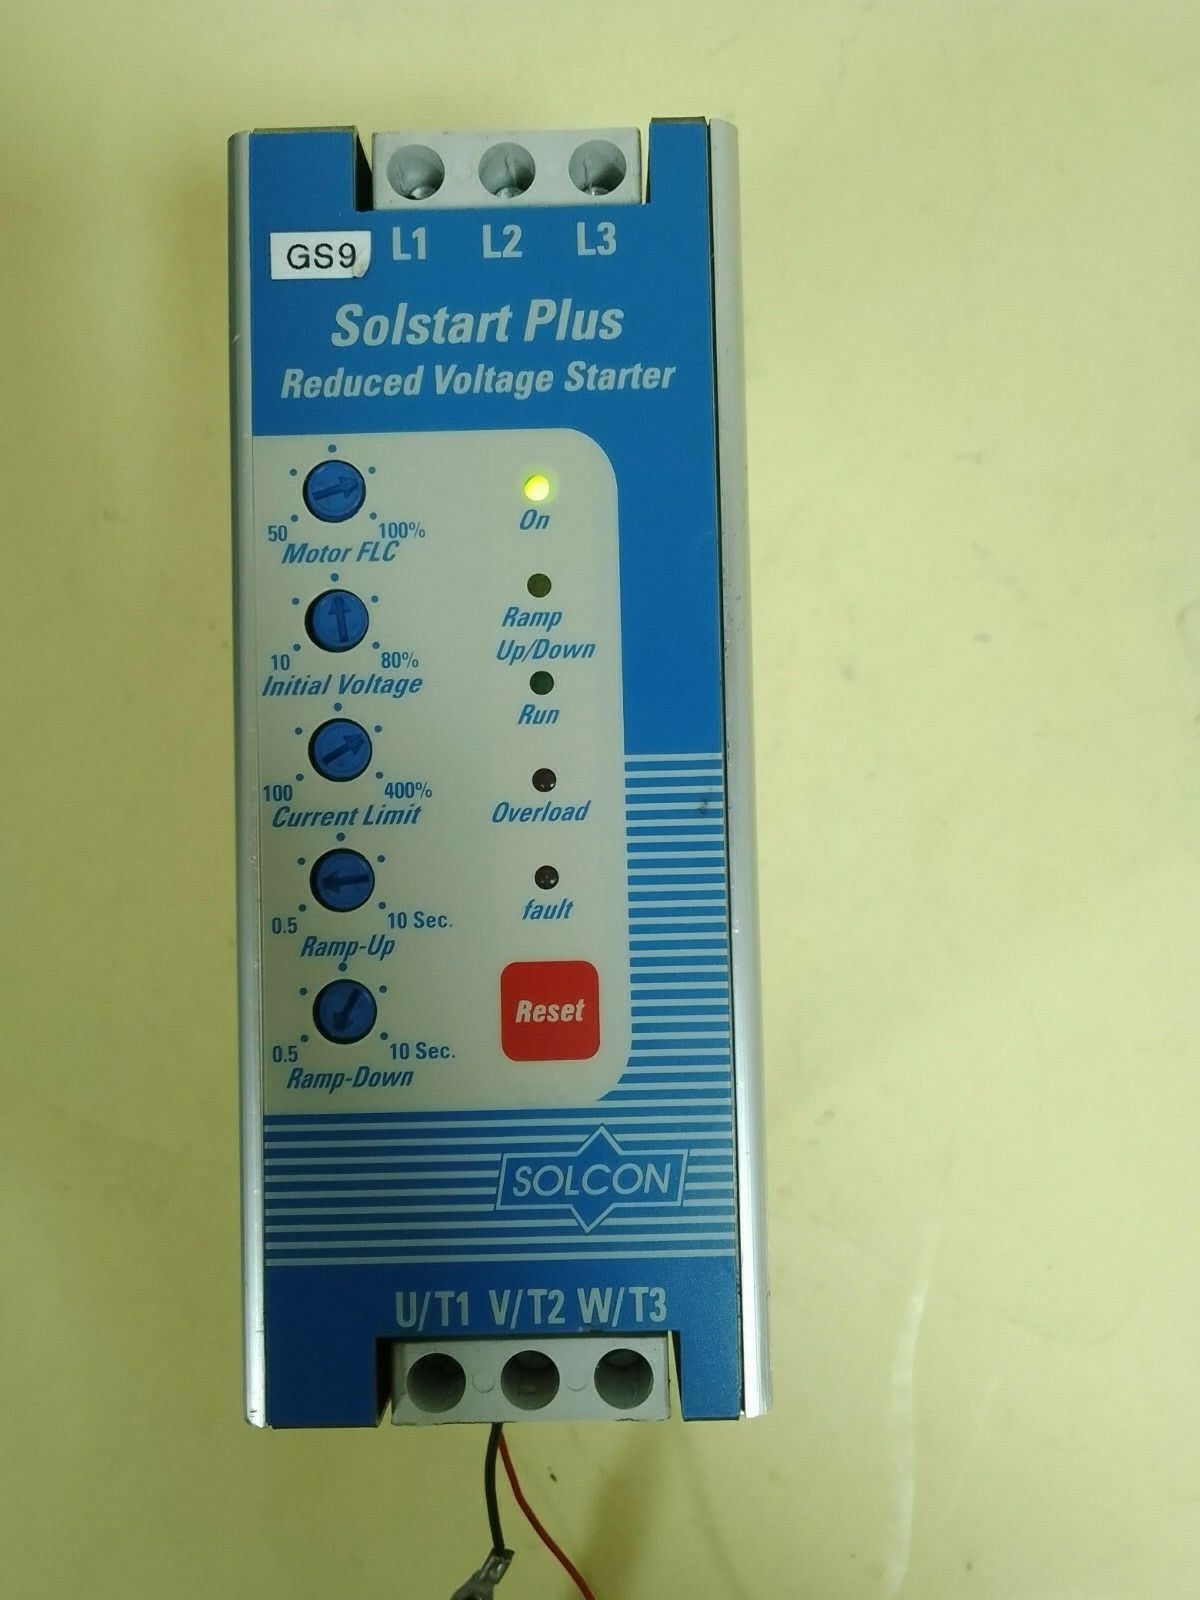 L1 L2 L3
GS9
Solstart Plus
Reduced Voltage Starter
50 100%
Motor FLC
10 80%
Initial Voltage
100 400%
Current Limit
0.5 10 Sec.
Ramp-Up
0.5 10 Sec.
Ramp-Down
On
Ramp
Up/Down
Run
Overload
fault
Reset
SOLCON
U/T1 V/T2 W/T3